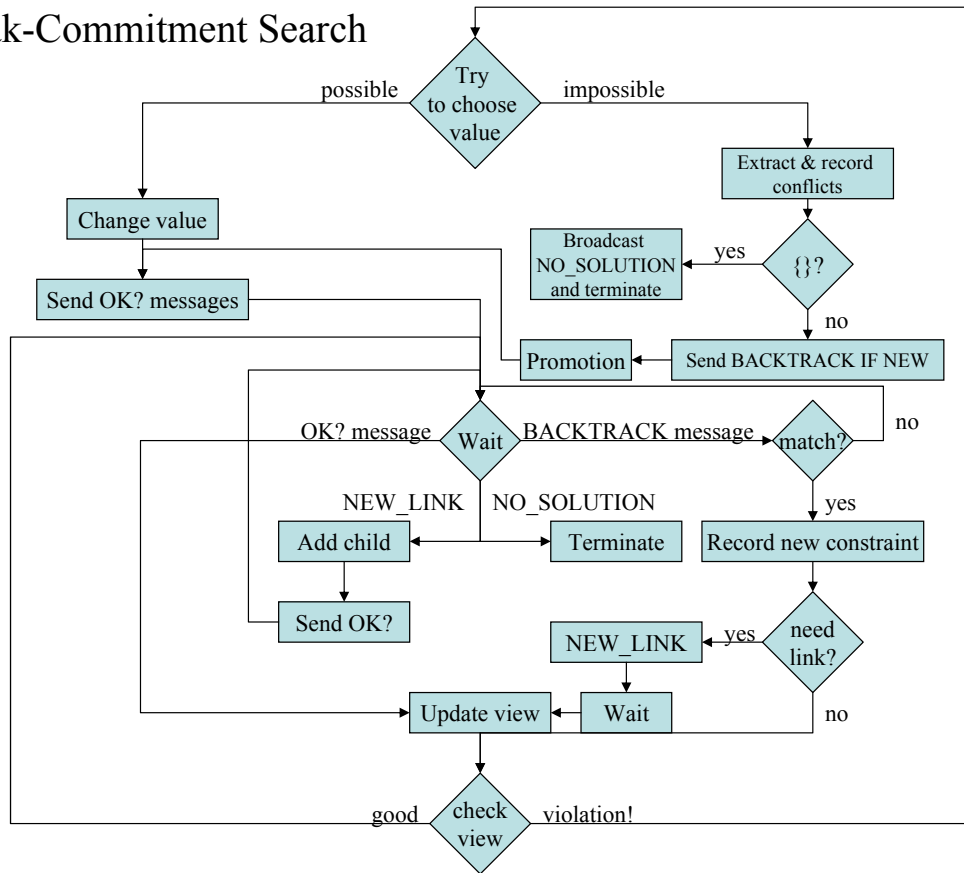 ak-Commitment Search
Try
to choose
value
possible
impossible
Extract & record
conflicts
Change value
Broadcast
NO_SOLUTION
and terminate
yes
{}?
Send OK? messages
no
Promotion
Send BACKTRACK IF NEW
OK? message
Wait
BACKTRACK message
match?
no
NEW_LINK
NO_SOLUTION
yes
Add child
Terminate
Record new constraint
Send OK?
NEW_LINK
yes
need
link?
Update view
Wait
no
good
check
view
violation!